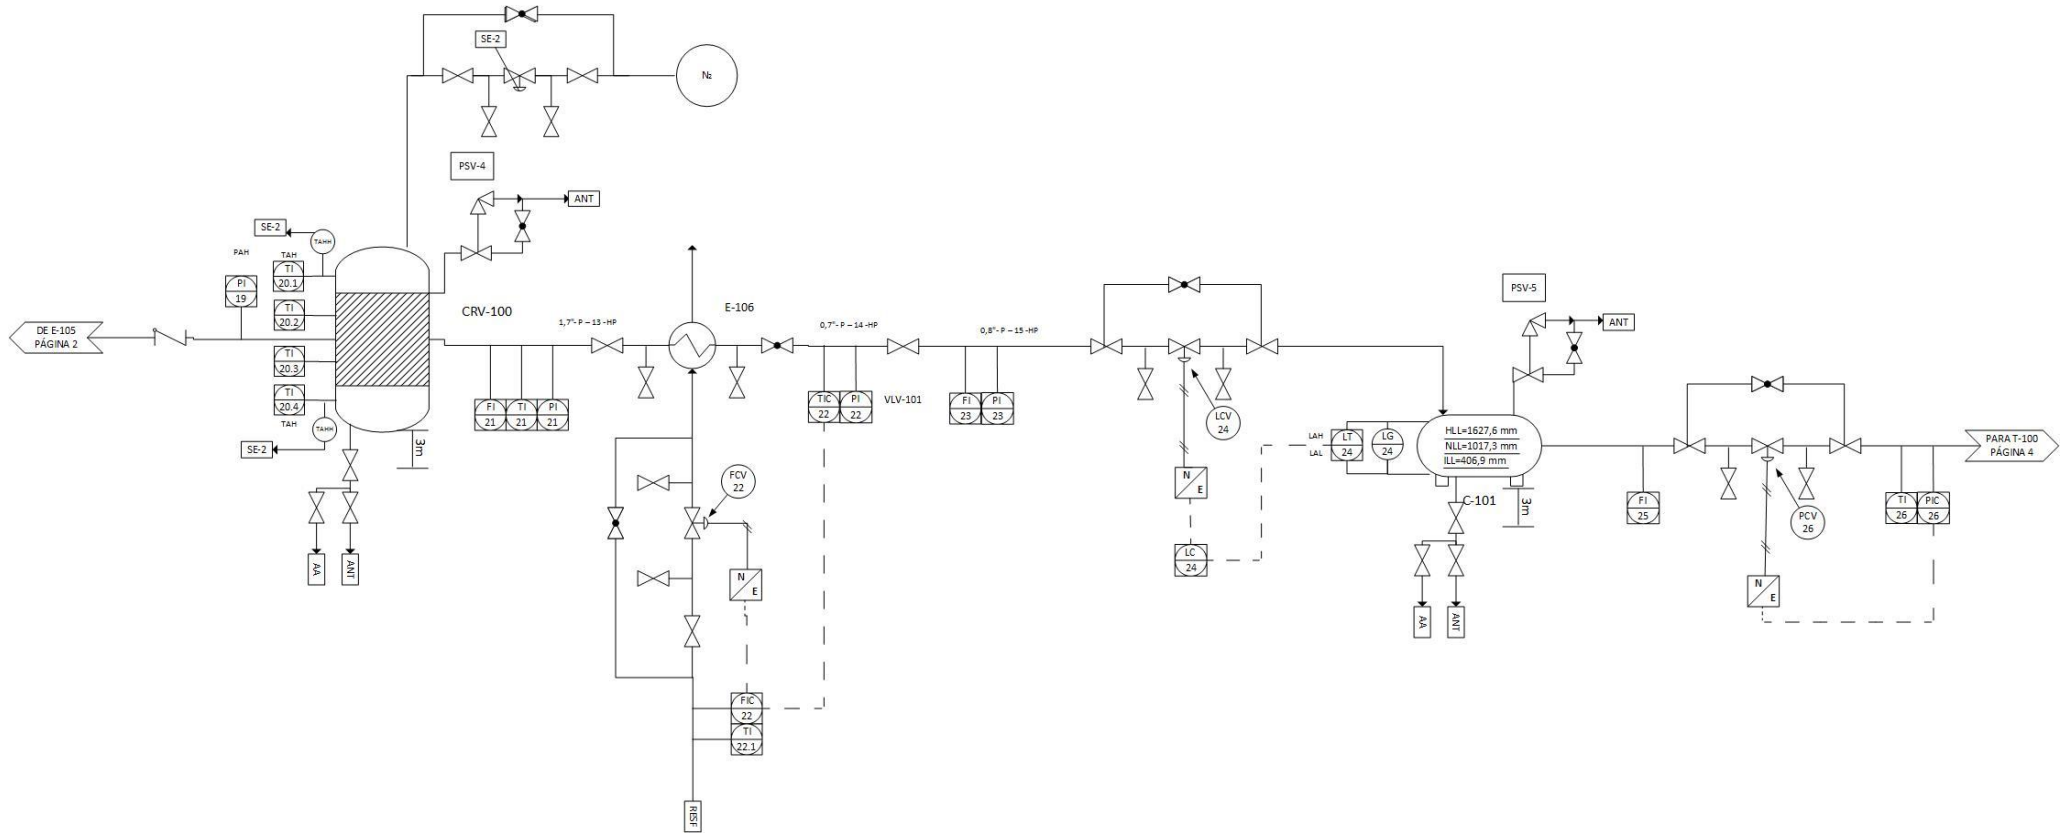 SE-2
N₂
PSV-4
ANT
SE-2
TAHH
PAH
TAH
TI
20.1
PI
19
TI
20.2
DE E-105
PÁGINA 2
TI
20.3
TI
20.4
TAH
TAHH
SE-2
3m
AA
ANT
CRV-100
1,7"- P – 13 -HP
FI
21
TI
21
PI
21
E-106
0,7"- P – 14 -HP
TIC
22
PI
22
VLV-101
0,8"- P – 15 -HP
FI
23
PI
23
FCV
22
N
E
FIC
22
TI
22.1
LCV
24
N
E
LC
24
LAH
LAL
LT
24
LG
24
HLL=1627,6 mm
NLL=1017,3 mm
ILL=406,9 mm
C-101
3m
AA
ANT
PSV-5
ANT
FI
25
PCV
26
N
E
TI
26
PIC
26
PARA T-100
PÁGINA 4